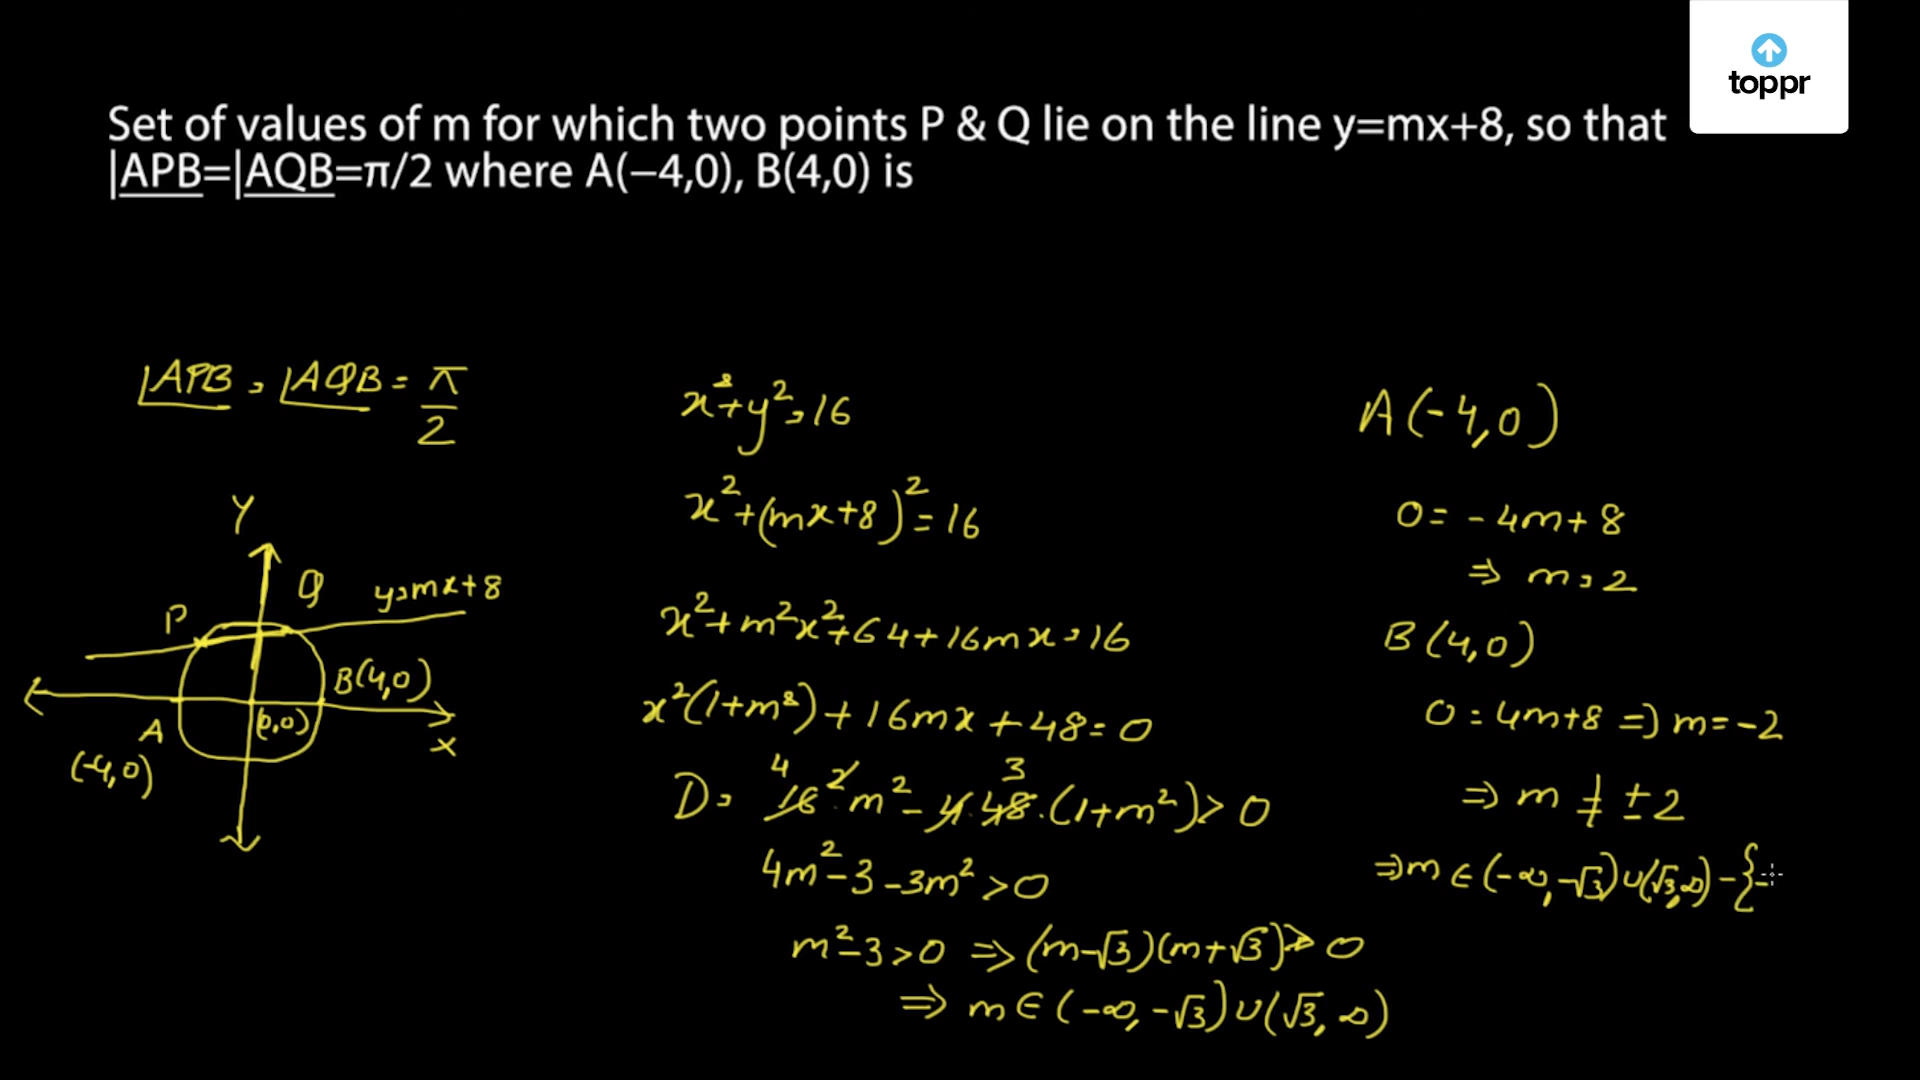 toppr
Set of values of m for which two points P & Q lie on the line y=mx+8, so that
|APB=|AQB=π/2 where A(−4,0), B(4,0) is
∠APB = ∠AQB = π/2
Y
P
Q
y=mx+8
B(4,0)
A
(0,0)
X
(-4,0)
x²+y²=16
x²+(mx+8)²=16
x²+m²x²+64+16mx=16
x²(1+m²)+16mx+48=0
4 3
D= 16²m²-4.48.(1+m²)>0
4m²-3-3m²>0
m²-3>0 ⇒ (m-√3)(m+√3)>0
⇒ m∈(-∞,-√3)∪(√3,∞)
A(-4,0)
0=-4m+8
⇒ m=2
B(4,0)
0=4m+8 ⇒ m=-2
⇒ m ≠ ±2
⇒ m∈(-∞,-√3)∪(√3,∞)-{-